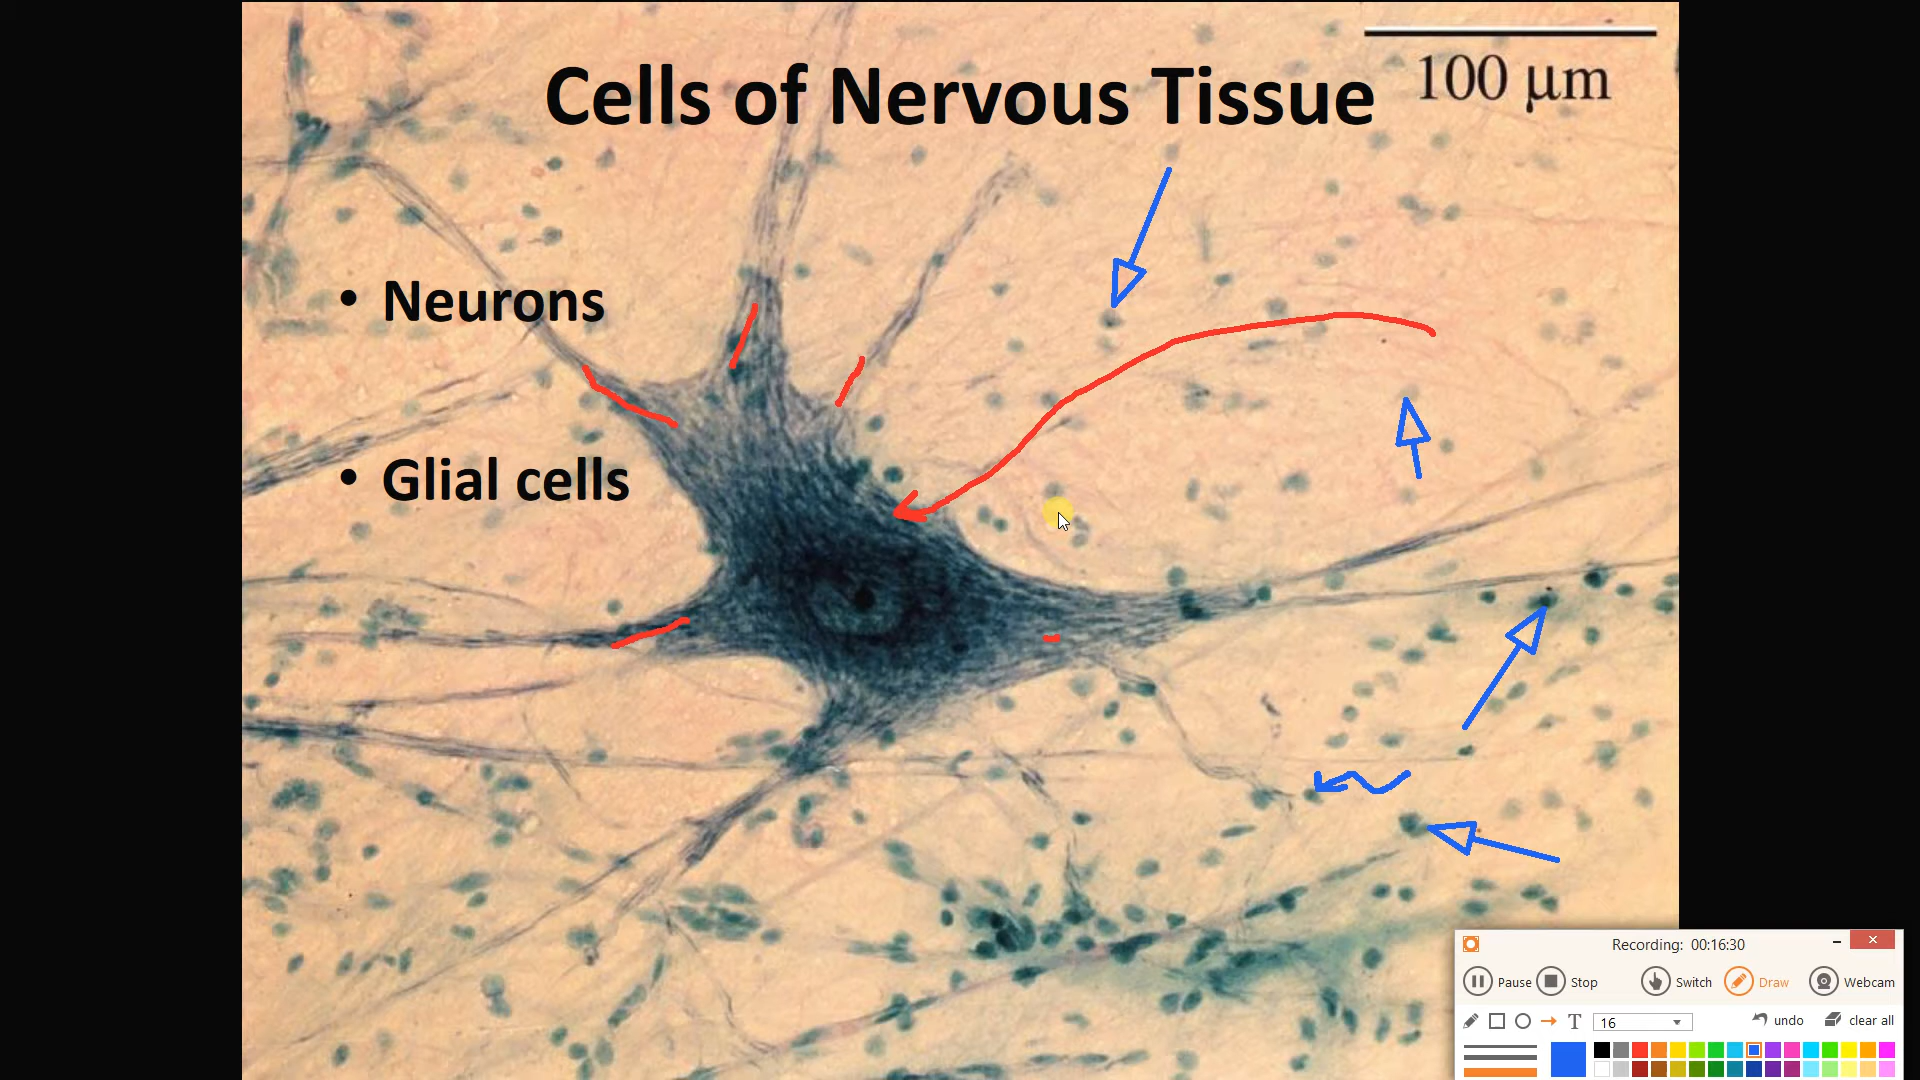 Cells of Nervous Tissue
100 μm
• Neurons
• Glial cells
Recording: 00:16:30
Pause Stop Switch Draw Webcam
T 16 undo clear all